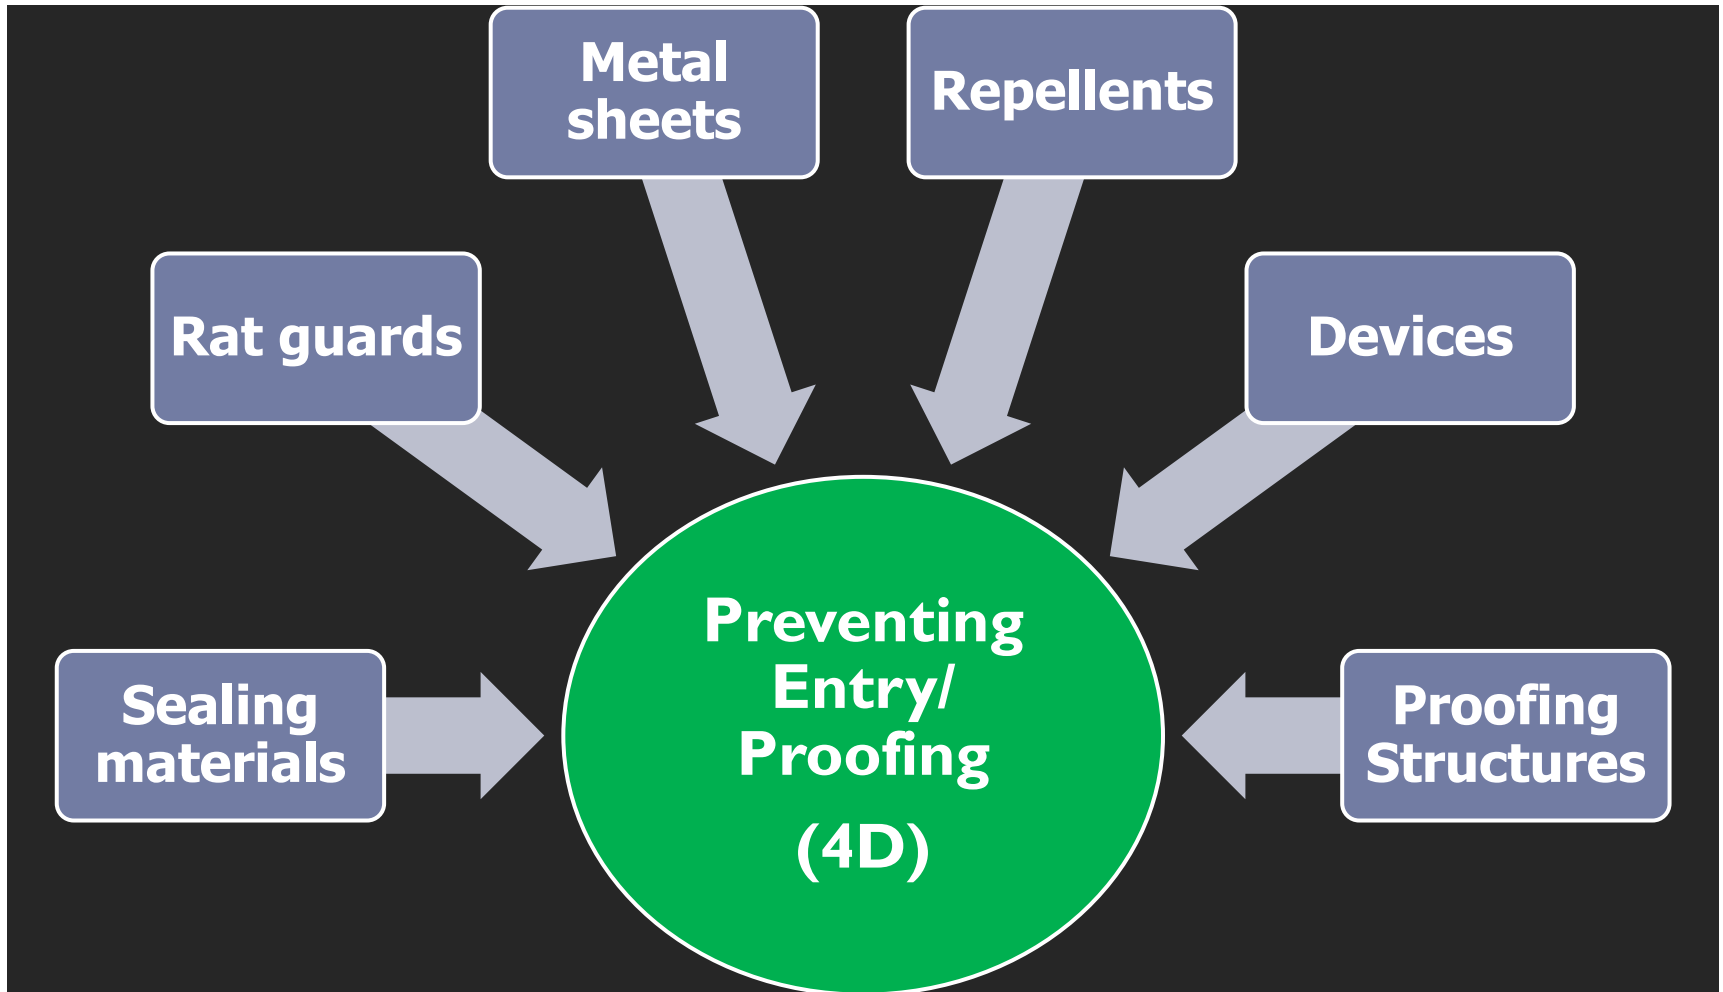 Metal
sheets
Repellents
Rat guards
Devices
Sealing
materials
Preventing
Entry/
Proofing
(4D)
Proofing
Structures